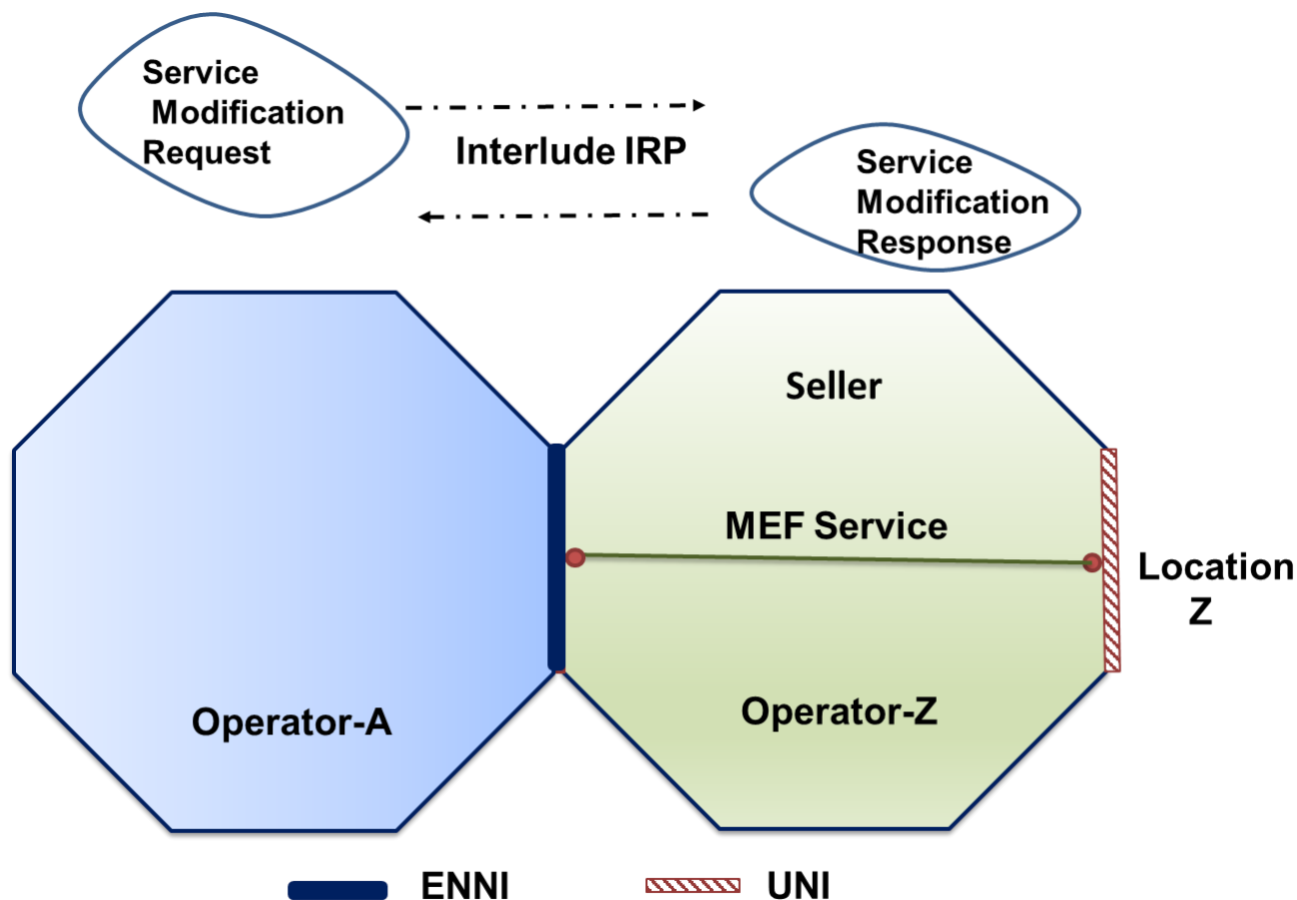 Service
Modification
Request
Interlude IRP
Service
Modification
Response
Seller
MEF Service
Location
Z
Operator-A
Operator-Z
ENNI
UNI